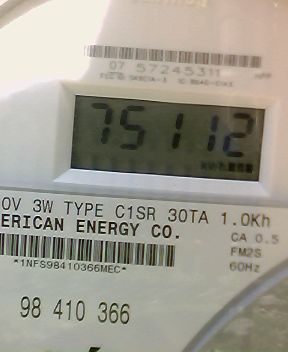 07 57245311
75112
0V 3W TYPE C1SR 30TA 1.0Kh
ERICAN ENERGY CO.
CA 0.5
*1NFS98410366MEC*
FM2S
60Hz
98 410 366